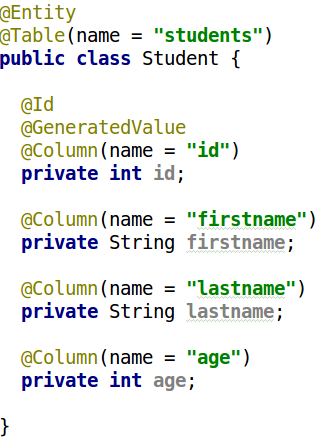 @Entity
@Table(name = "students")
public class Student {
@Id
@GeneratedValue
@Column(name = "id")
private int id;
@Column(name = "firstname")
private String firstname;
@Column(name = "lastname")
private String lastname;
@Column(name = "age")
private int age;
}